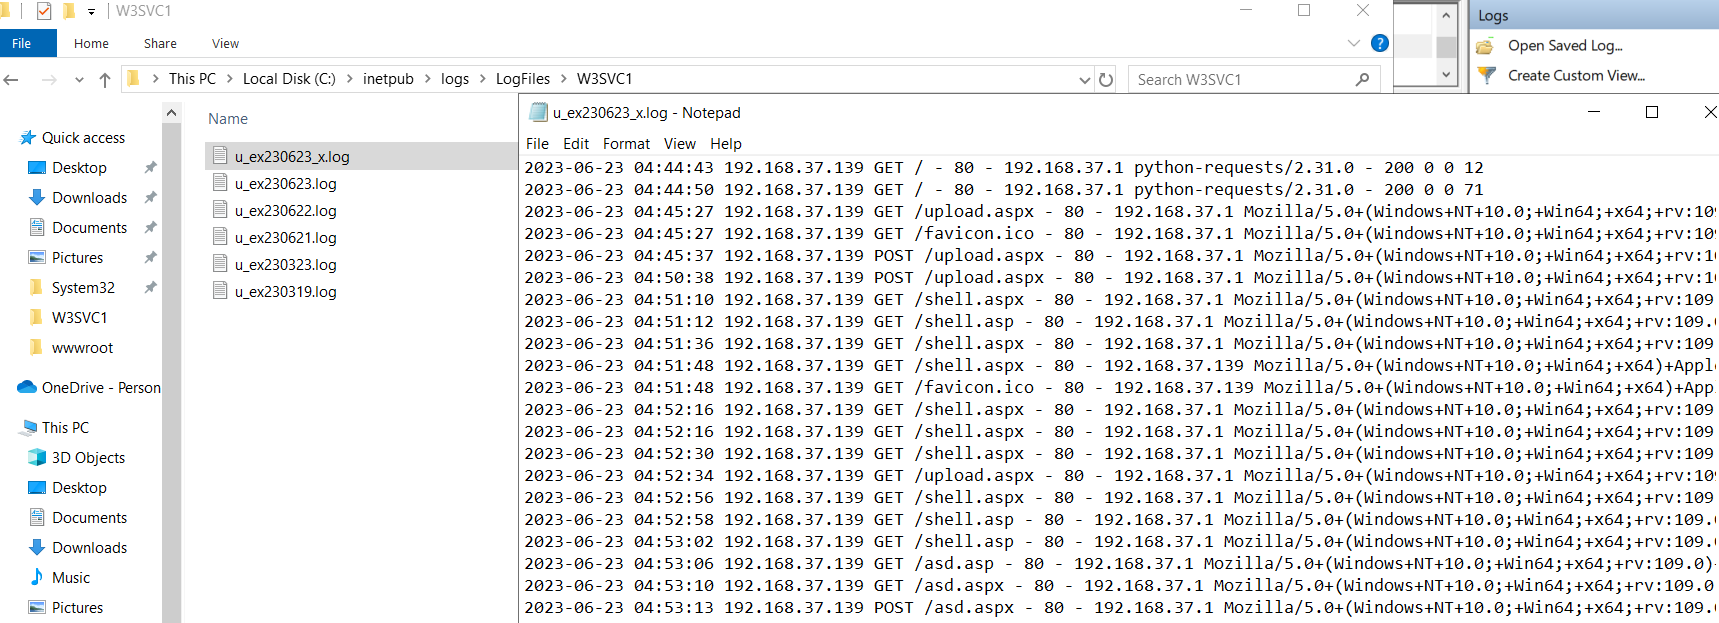 W3SVC1
File Home Share View
This PC > Local Disk (C:) > inetpub > logs > LogFiles > W3SVC1
Search W3SVC1
Logs
Open Saved Log...
Create Custom View...
Quick access
Desktop
Downloads
Documents
Pictures
System32
W3SVC1
wwwroot
OneDrive - Person
This PC
3D Objects
Desktop
Documents
Downloads
Music
Pictures
Name
u_ex230623_x.log
u_ex230623.log
u_ex230622.log
u_ex230621.log
u_ex230323.log
u_ex230319.log
u_ex230623_x.log - Notepad
File Edit Format View Help
2023-06-23 04:44:43 192.168.37.139 GET / - 80 - 192.168.37.1 python-requests/2.31.0 - 200 0 0 12
2023-06-23 04:44:50 192.168.37.139 GET / - 80 - 192.168.37.1 python-requests/2.31.0 - 200 0 0 71
2023-06-23 04:45:27 192.168.37.139 GET /upload.aspx - 80 - 192.168.37.1 Mozilla/5.0+(Windows+NT+10.0;+Win64;+x64;+rv:109
2023-06-23 04:45:27 192.168.37.139 GET /favicon.ico - 80 - 192.168.37.1 Mozilla/5.0+(Windows+NT+10.0;+Win64;+x64;+rv:109
2023-06-23 04:45:37 192.168.37.139 POST /upload.aspx - 80 - 192.168.37.1 Mozilla/5.0+(Windows+NT+10.0;+Win64;+x64;+rv:10
2023-06-23 04:50:38 192.168.37.139 POST /upload.aspx - 80 - 192.168.37.1 Mozilla/5.0+(Windows+NT+10.0;+Win64;+x64;+rv:10
2023-06-23 04:51:10 192.168.37.139 GET /shell.aspx - 80 - 192.168.37.1 Mozilla/5.0+(Windows+NT+10.0;+Win64;+x64;+rv:109
2023-06-23 04:51:12 192.168.37.139 GET /shell.asp - 80 - 192.168.37.1 Mozilla/5.0+(Windows+NT+10.0;+Win64;+x64;+rv:109.0
2023-06-23 04:51:36 192.168.37.139 GET /shell.aspx - 80 - 192.168.37.1 Mozilla/5.0+(Windows+NT+10.0;+Win64;+x64;+rv:109
2023-06-23 04:51:48 192.168.37.139 GET /shell.aspx - 80 - 192.168.37.139 Mozilla/5.0+(Windows+NT+10.0;+Win64;+x64)+Apple
2023-06-23 04:51:48 192.168.37.139 GET /favicon.ico - 80 - 192.168.37.139 Mozilla/5.0+(Windows+NT+10.0;+Win64;+x64)+App
2023-06-23 04:52:16 192.168.37.139 GET /shell.aspx - 80 - 192.168.37.1 Mozilla/5.0+(Windows+NT+10.0;+Win64;+x64;+rv:109
2023-06-23 04:52:16 192.168.37.139 GET /shell.aspx - 80 - 192.168.37.1 Mozilla/5.0+(Windows+NT+10.0;+Win64;+x64;+rv:109
2023-06-23 04:52:30 192.168.37.139 GET /shell.aspx - 80 - 192.168.37.1 Mozilla/5.0+(Windows+NT+10.0;+Win64;+x64;+rv:109
2023-06-23 04:52:34 192.168.37.139 GET /upload.aspx - 80 - 192.168.37.1 Mozilla/5.0+(Windows+NT+10.0;+Win64;+x64;+rv:109
2023-06-23 04:52:56 192.168.37.139 GET /shell.aspx - 80 - 192.168.37.1 Mozilla/5.0+(Windows+NT+10.0;+Win64;+x64;+rv:109
2023-06-23 04:52:58 192.168.37.139 GET /shell.asp - 80 - 192.168.37.1 Mozilla/5.0+(Windows+NT+10.0;+Win64;+x64;+rv:109.0
2023-06-23 04:53:02 192.168.37.139 GET /shell.asp - 80 - 192.168.37.1 Mozilla/5.0+(Windows+NT+10.0;+Win64;+x64;+rv:109.0
2023-06-23 04:53:06 192.168.37.139 GET /asd.asp - 80 - 192.168.37.1 Mozilla/5.0+(Windows+NT+10.0;+Win64;+x64;+rv:109.0)+
2023-06-23 04:53:10 192.168.37.139 GET /asd.aspx - 80 - 192.168.37.1 Mozilla/5.0+(Windows+NT+10.0;+Win64;+x64;+rv:109.0
2023-06-23 04:53:13 192.168.37.139 POST /asd.aspx - 80 - 192.168.37.1 Mozilla/5.0+(Windows+NT+10.0;+Win64;+x64;+rv:109.